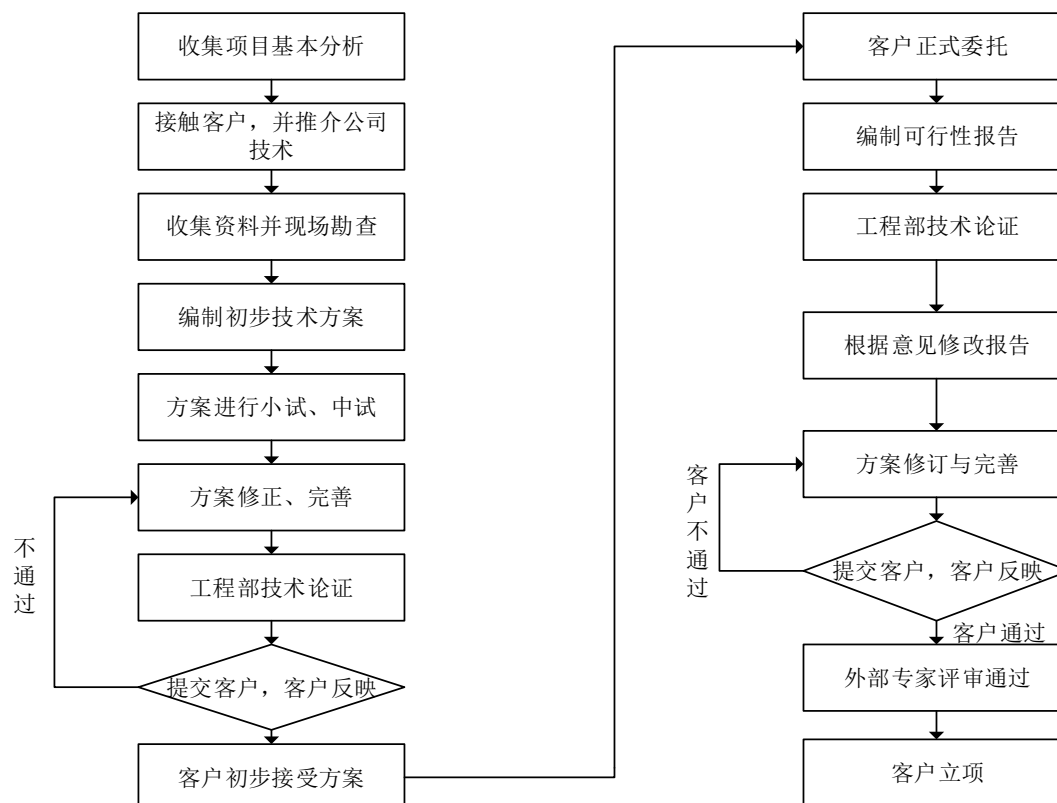 收集项目基本分析
接触客户，并推介公司
技术
收集资料并现场勘查
编制初步技术方案
方案进行小试、中试
方案修正、完善
不通过
工程部技术论证
提交客户，客户反映
客户初步接受方案
客户正式委托
编制可行性报告
工程部技术论证
根据意见修改报告
方案修订与完善
客户不通过
提交客户，客户反映
客户通过
外部专家评审通过
客户立项